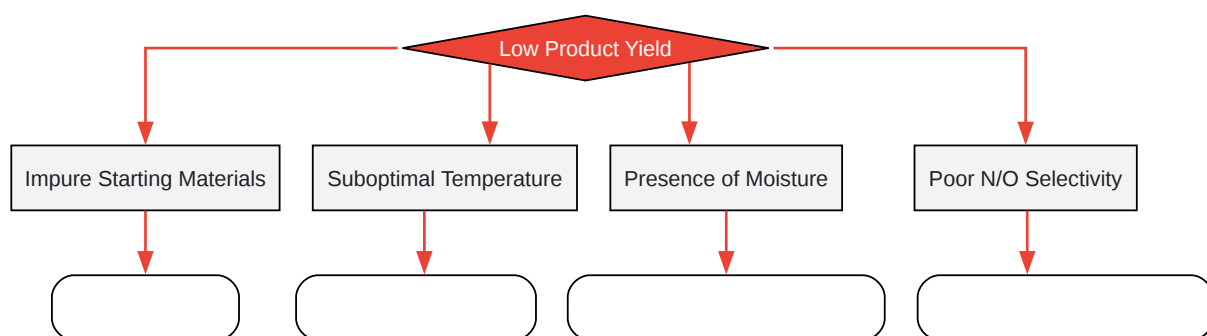 Low Product Yield
Impure Starting Materials
Suboptimal Temperature
Presence of Moisture
Poor N/O Selectivity